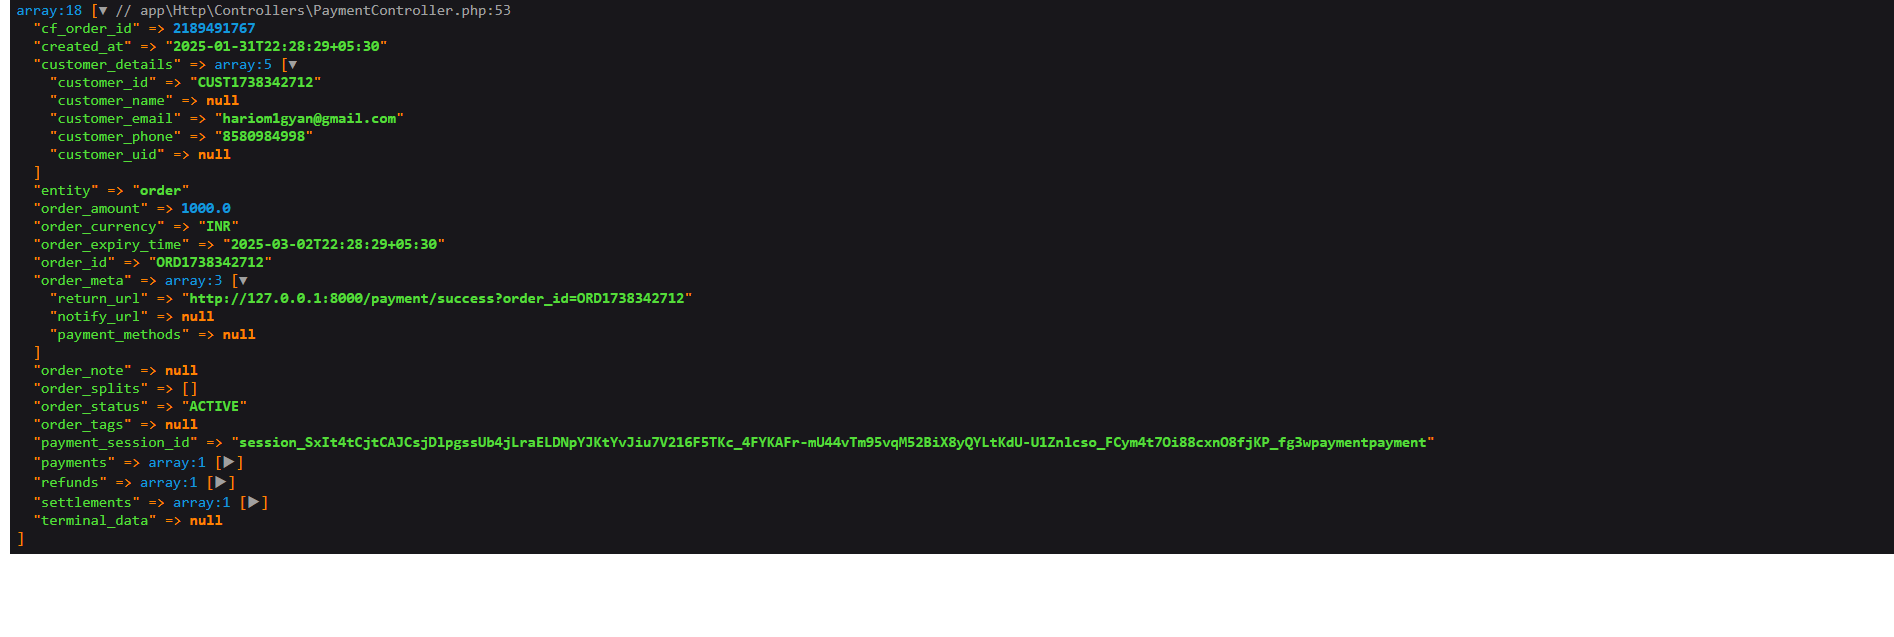 array:18 [▼ // app\Http\Controllers\PaymentController.php:53
  "cf_order_id" => 2189491767
  "created_at" => "2025-01-31T22:28:29+05:30"
  "customer_details" => array:5 [▼
    "customer_id" => "CUST1738342712"
    "customer_name" => null
    "customer_email" => "hariom1gyan@gmail.com"
    "customer_phone" => "8580984998"
    "customer_uid" => null
  ]
  "entity" => "order"
  "order_amount" => 1000.0
  "order_currency" => "INR"
  "order_expiry_time" => "2025-03-02T22:28:29+05:30"
  "order_id" => "ORD1738342712"
  "order_meta" => array:3 [▼
    "return_url" => "http://127.0.0.1:8000/payment/success?order_id=ORD1738342712"
    "notify_url" => null
    "payment_methods" => null
  ]
  "order_note" => null
  "order_splits" => []
  "order_status" => "ACTIVE"
  "order_tags" => null
  "payment_session_id" => "session_SxIt4tCjtCAJCsjDlpgssUb4jLraELDNpYJKtYvJiu7V216F5TKc_4FYKAFr-mU44vTm95vqM52BiX8yQYLtKdU-U1Znlcso_FCym4t7Oi88cxnO8fjKP_fg3wpaymentpayment"
  "payments" => array:1 [▶]
  "refunds" => array:1 [▶]
  "settlements" => array:1 [▶]
  "terminal_data" => null
]